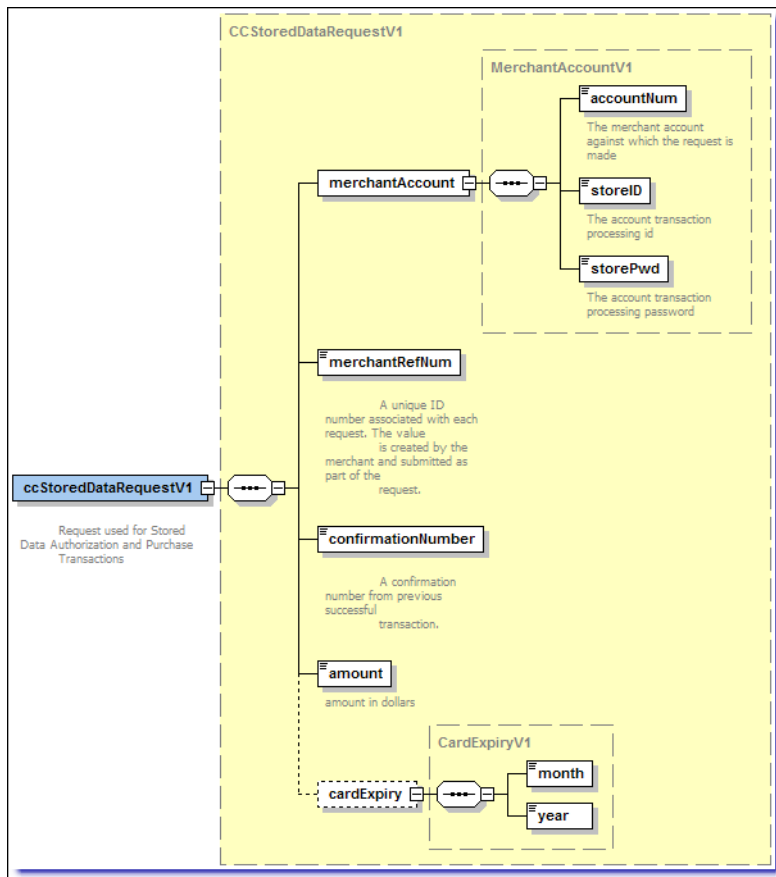 CCStoredDataRequestV1
MerchantAccountV1
accountNum
The merchant account
against which the request is
made
merchantAccount
storeID
The account transaction
processing id
storePwd
The account transaction
processing password
merchantRefNum
A unique ID
number associated with each
request. The value
is created by the
merchant and submitted as
part of the
request.
ccStoredDataRequestV1
Request used for Stored
Data Authorization and Purchase
Transactions
confirmationNumber
A confirmation
number from previous
successful
transaction.
amount
amount in dollars
CardExpiryV1
month
cardExpiry
year